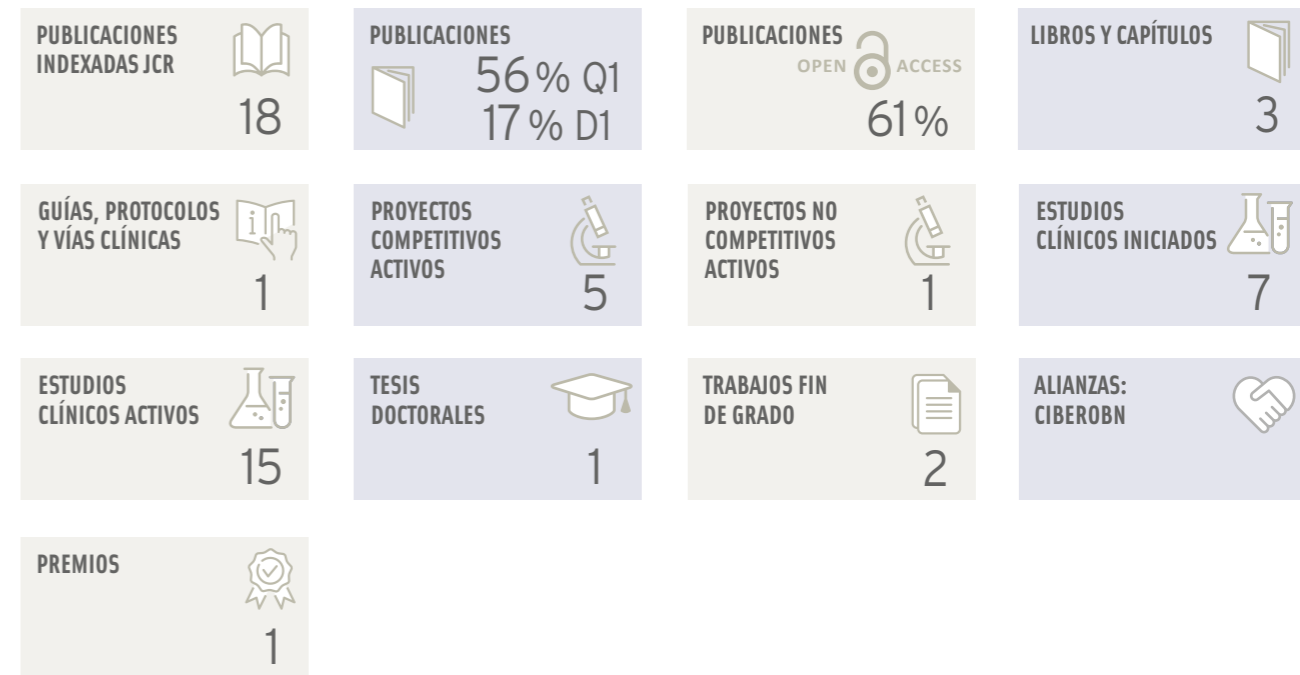 PUBLICACIONES
INDEXADAS JCR
18
PUBLICACIONES
56% Q1
17% D1
PUBLICACIONES
OPEN ACCESS
61%
LIBROS Y CAPÍTULOS
3
GUÍAS, PROTOCOLOS
Y VÍAS CLÍNICAS
i
1
PROYECTOS
COMPETITIVOS
ACTIVOS
5
PROYECTOS NO
COMPETITIVOS
ACTIVOS
1
ESTUDIOS
CLÍNICOS INICIADOS
7
ESTUDIOS
CLÍNICOS ACTIVOS
15
TESIS
DOCTORALES
1
TRABAJOS FIN
DE GRADO
2
ALIANZAS:
CIBEROBN
PREMIOS
1